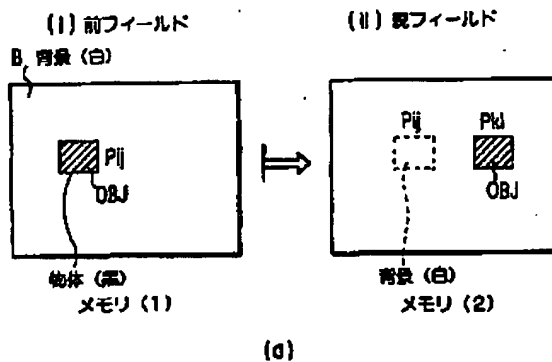 (i) 前フィールド
(ii) 現フィールド
B 背景（白）
Pij
OBJ
物体（黒）
メモリ（1）
Pij
Pkl
OBJ
背景（白）
メモリ（2）
(a)